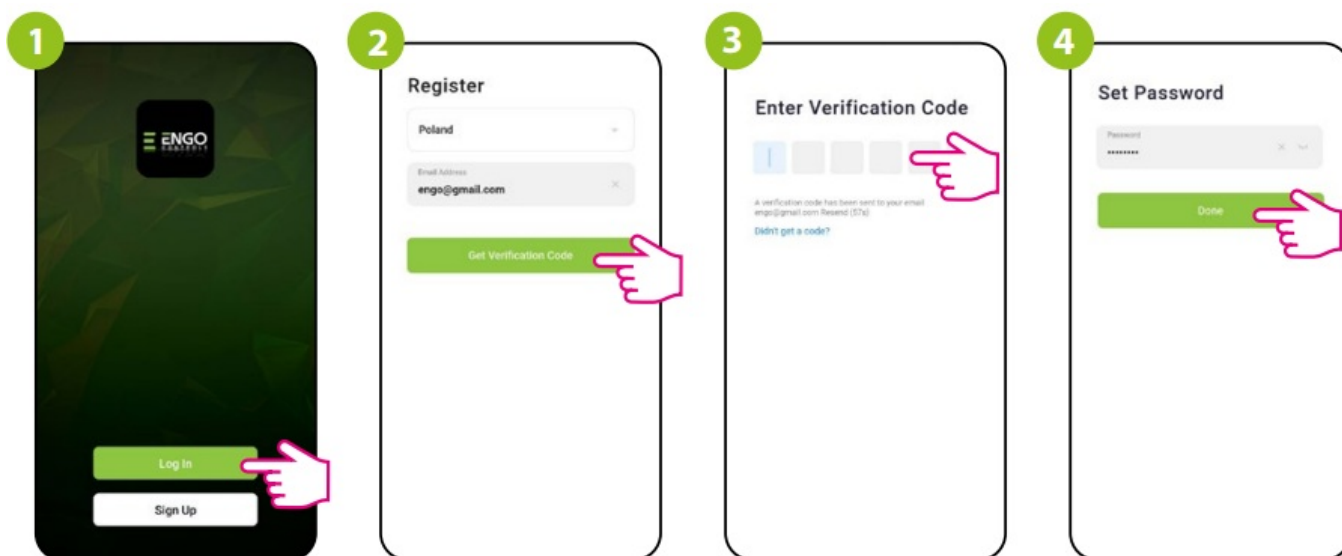 1
ENGO
CONTROLS
Log In
Sign Up
2
Register
Poland
Email Address
engo@gmail.com
Get Verification Code
3
Enter Verification Code
A verification code has been sent to your email
engo@gmail.com Resend (57s)
Didn't get a code?
4
Set Password
Password
••••••••
Done